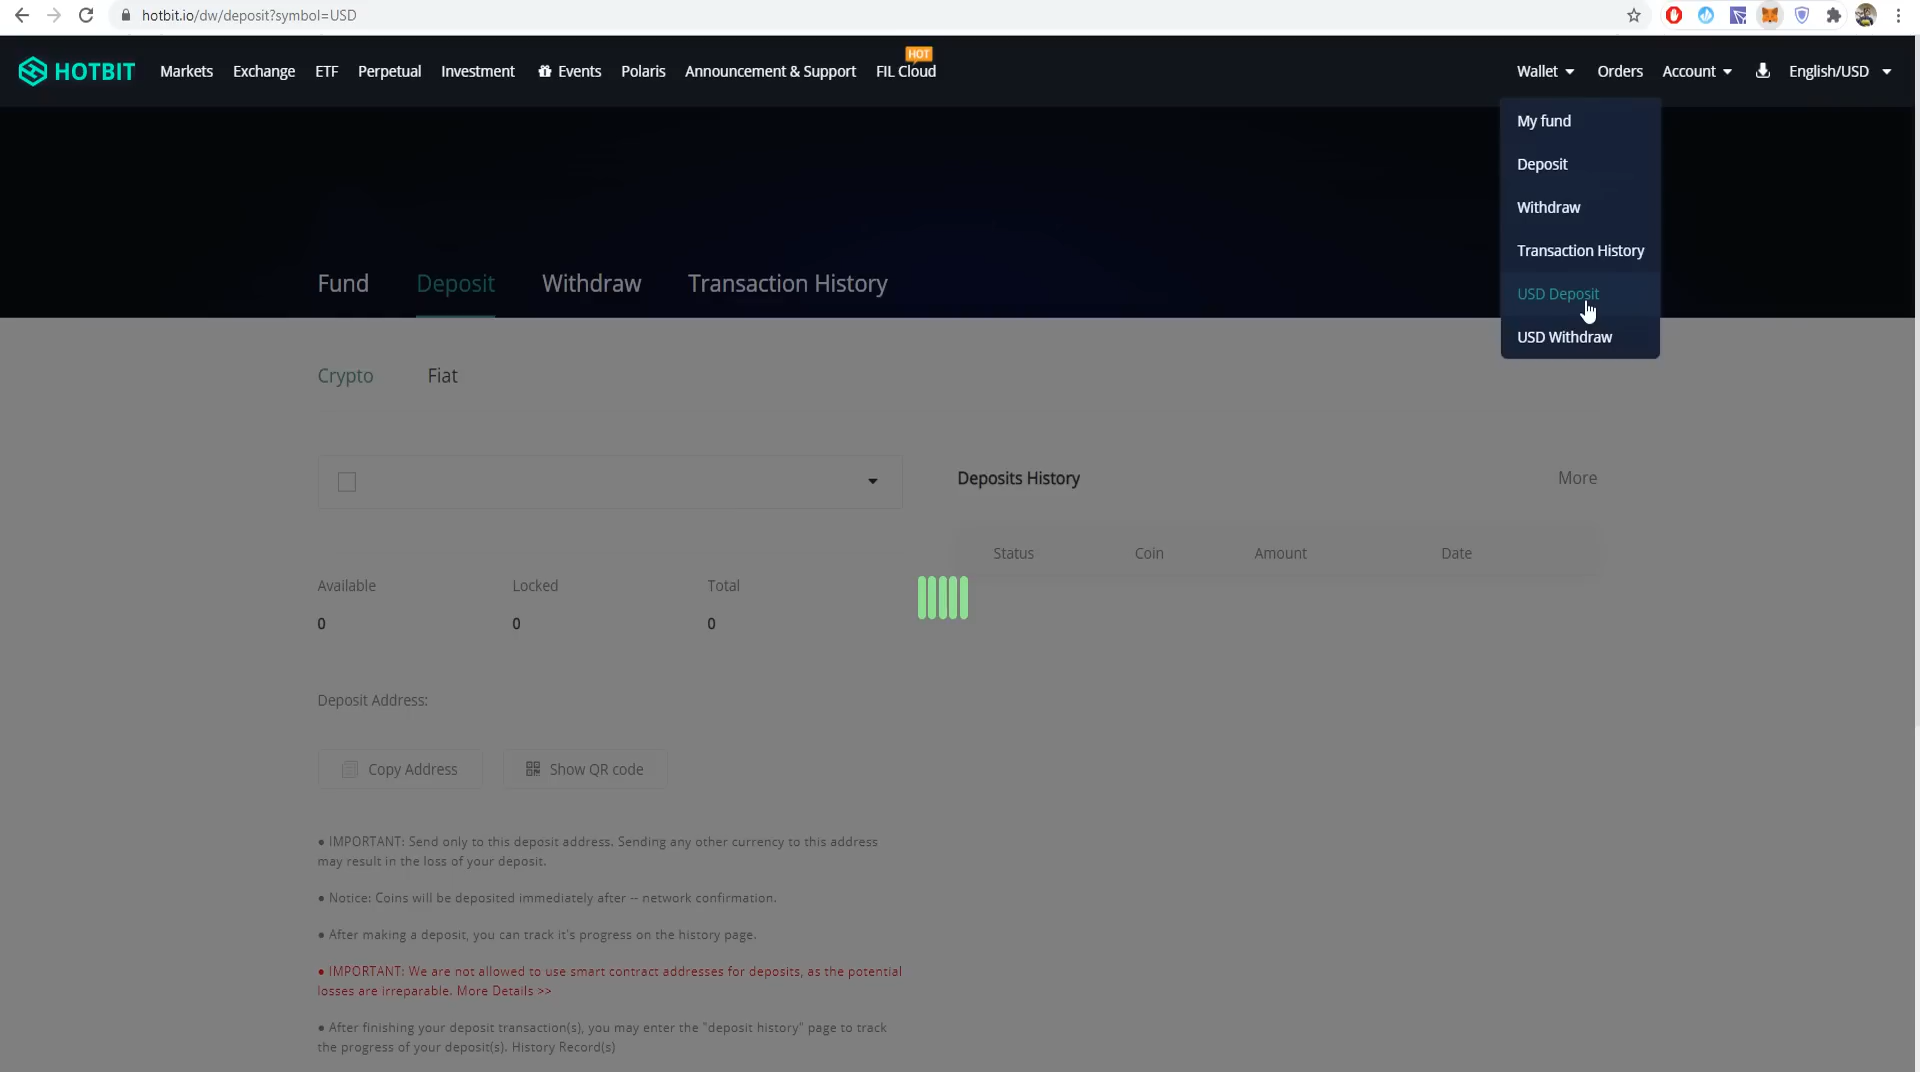 hotbit.io/dw/deposit?symbol=USD
HOTBIT Markets Exchange ETF Perpetual Investment Events Polaris Announcement & Support FIL Cloud HOT Wallet Orders Account English/USD
My fund
Deposit
Withdraw
Transaction History
USD Deposit
USD Withdraw
Fund Deposit Withdraw Transaction History
Crypto Fiat
Deposits History More
Status Coin Amount Date
Available Locked Total
0 0 0
Deposit Address:
Copy Address Show QR code
● IMPORTANT: Send only to this deposit address. Sending any other currency to this address
may result in the loss of your deposit.
● Notice: Coins will be deposited immediately after -- network confirmation.
● After making a deposit, you can track it's progress on the history page.
● IMPORTANT: We are not allowed to use smart contract addresses for deposits, as the potential
losses are irreparable. More Details >>
● After finishing your deposit transaction(s), you may enter the "deposit history" page to track
the progress of your deposit(s). History Record(s)